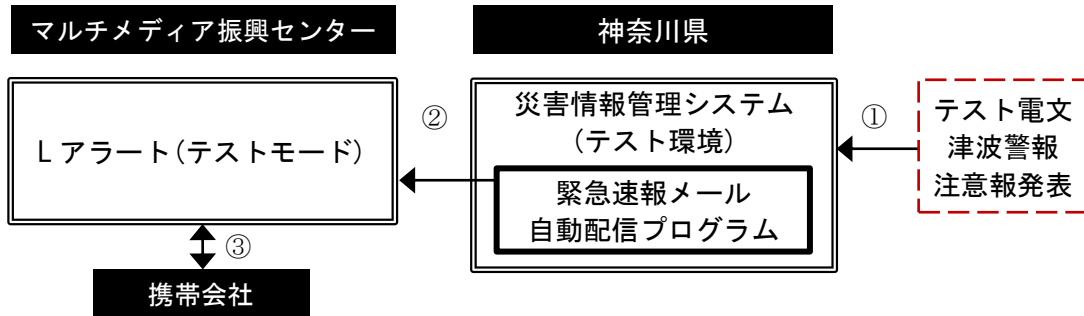 マルチメディア振興センター
神奈川県
Lアラート(テストモード)
②
災害情報管理システム
(テスト環境)
緊急速報メール
自動配信プログラム
①
テスト電文
津波警報
注意報発表
③
携帯会社